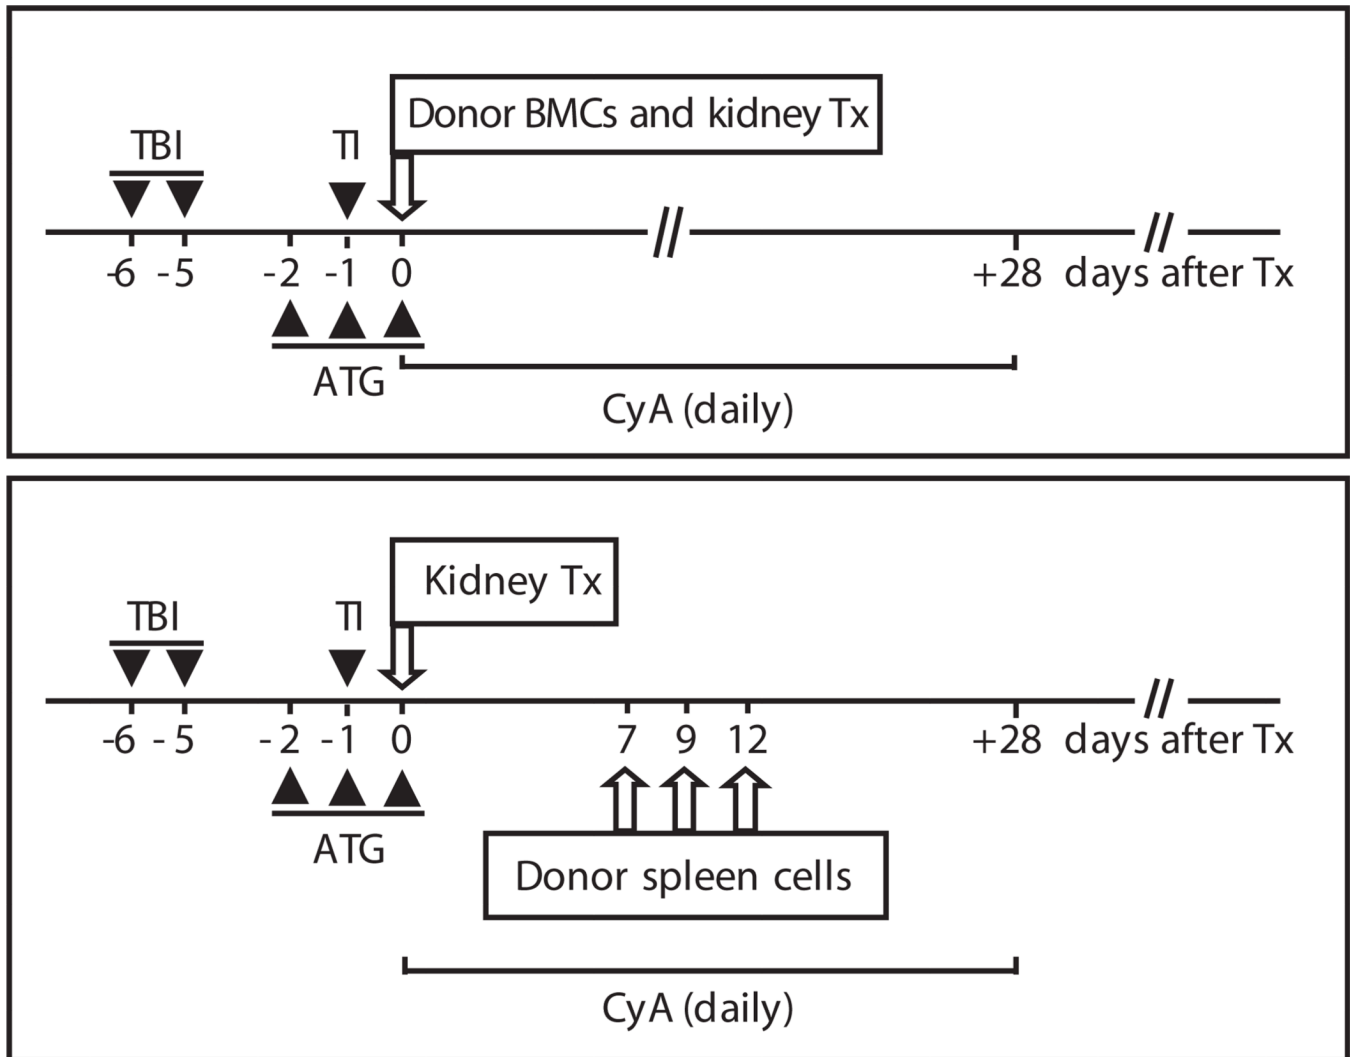 Donor BMCs and kidney Tx
TBI TI
-6 -5 -2 -1 0 +28 days after Tx
ATG
CyA (daily)
Kidney Tx
TBI TI
-6 -5 -2 -1 0 7 9 12 +28 days after Tx
ATG
Donor spleen cells
CyA (daily)